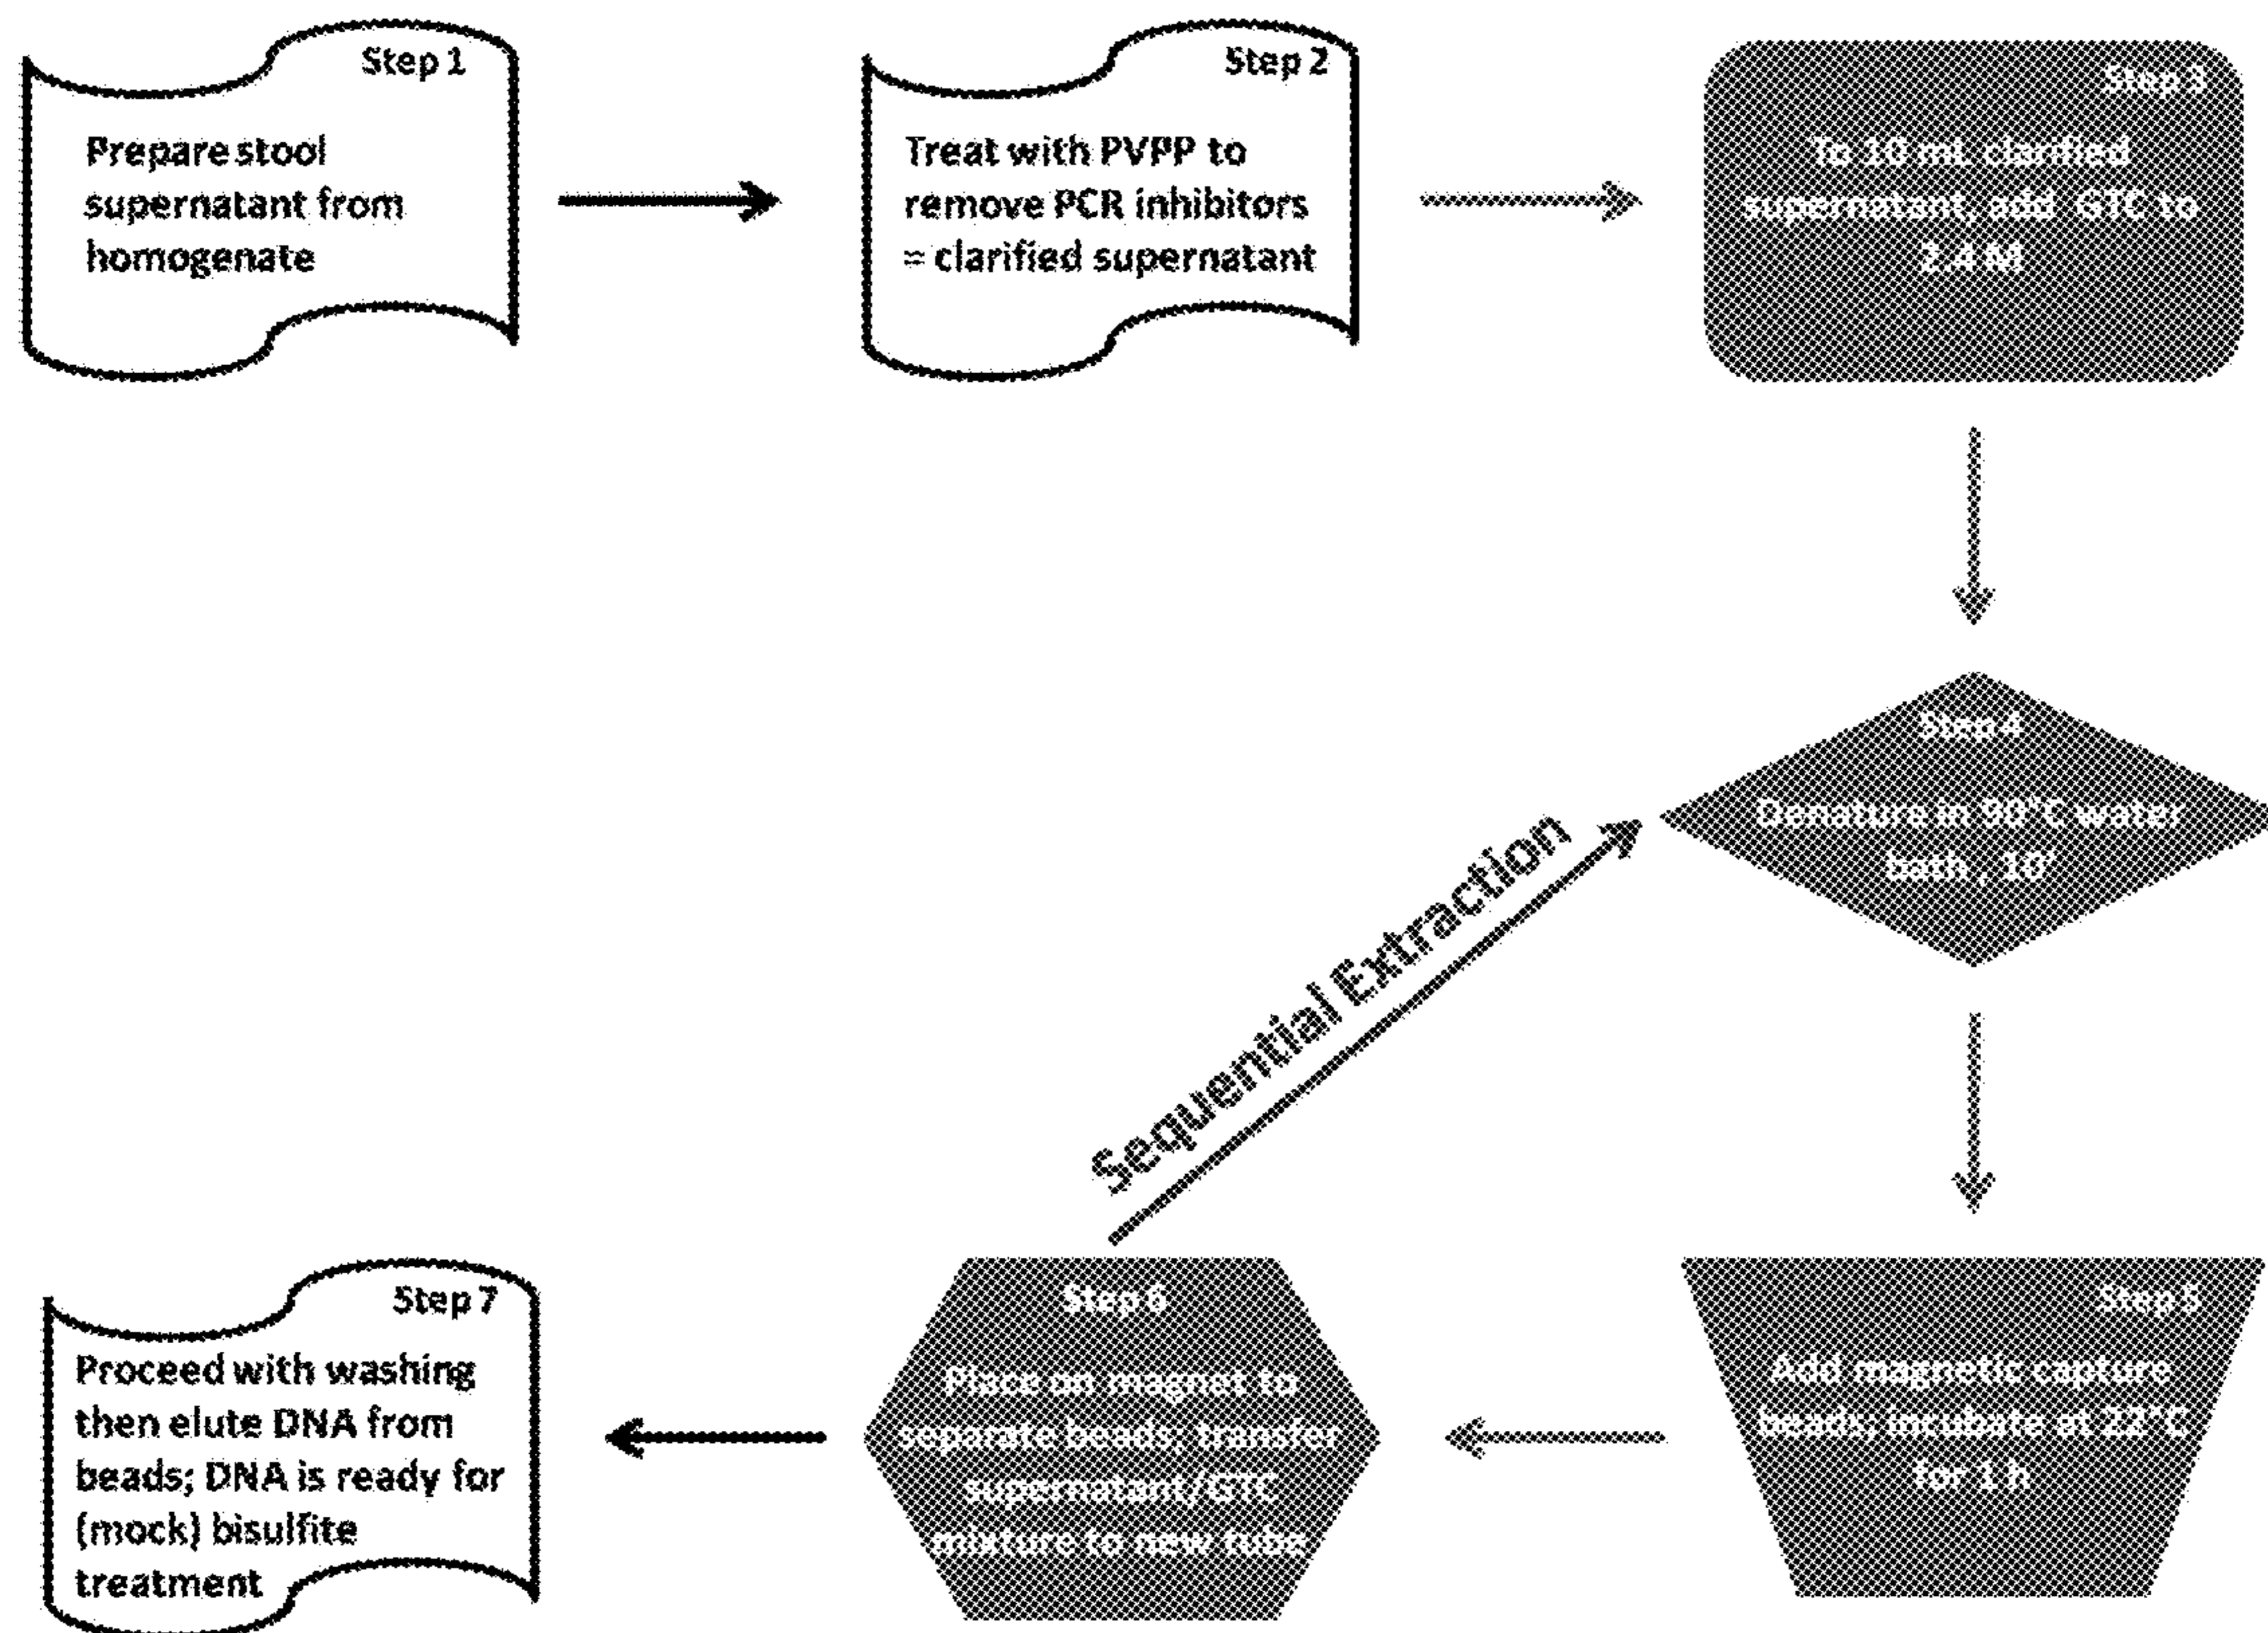 Step 1
Prepare stool
supernatant from
homogenate
Step 2
Treat with PVPP to
remove PCR inhibitors
= clarified supernatant
Step 3
To 10 mL clarified
supernatant, add GTC to
2.4 M
Step 4
Denature in 90°C water
bath, 10'
Sequential Extraction
Step 5
Add magnetic capture
beads; incubate at 22°C
for 1 h
Step 6
Place on magnet to
separate beads; transfer
supernatant/GTC
mixture to new tube
Step 7
Proceed with washing
then elute DNA from
beads; DNA is ready for
(mock) bisulfite
treatment